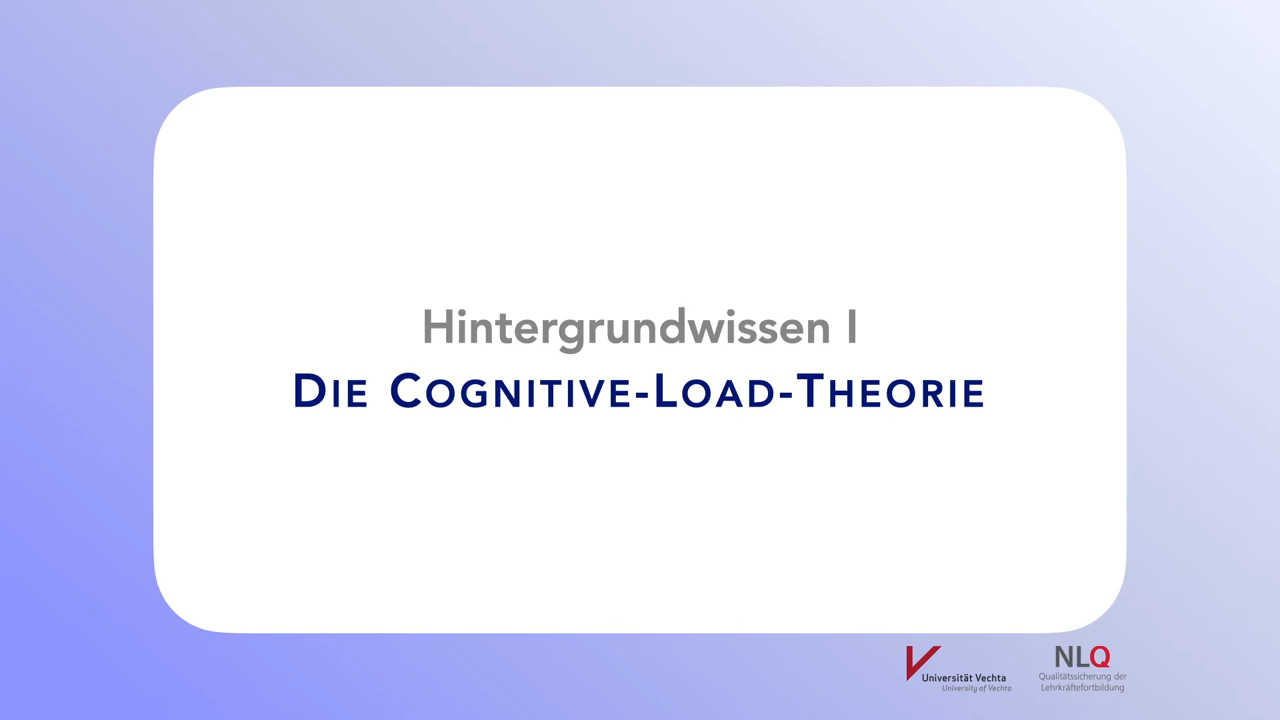 Hintergrundwissen I
DIE COGNITIVE-LOAD-THEORIE
Universität Vechta
University of Vechta
NLQ
Qualitätssicherung der
Lehrkräftefortbildung